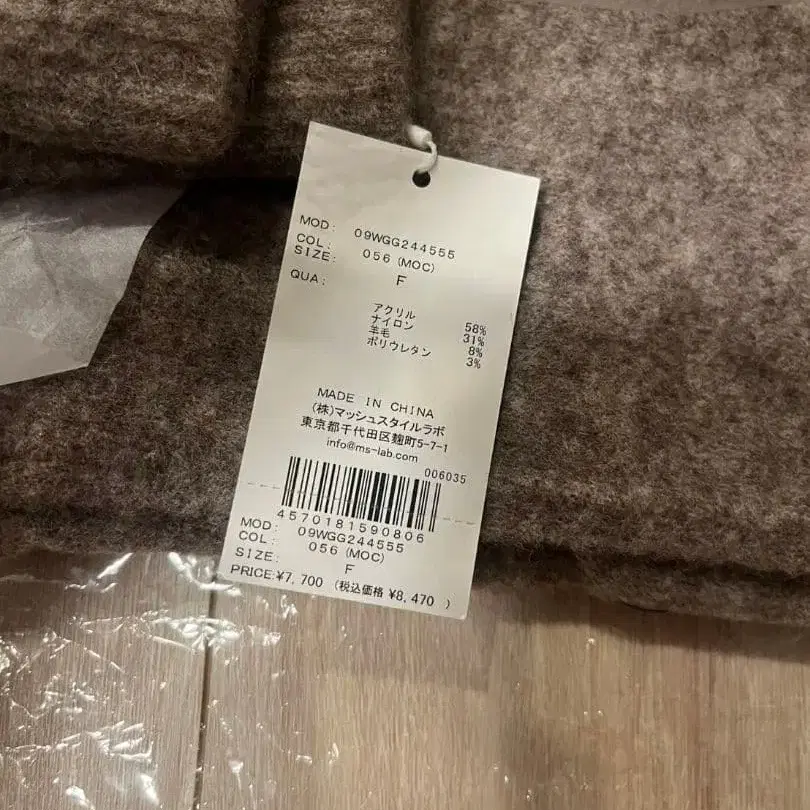 MOD: 09WGG244555
COL: 056 (MOC)
SIZE: F
QUA:
アクリル 58%
ナイロン 31%
羊毛 8%
ポリウレタン 3%
MADE IN CHINA
(株)マッシュスタイルラボ
東京都千代田区麹町5-7-1
info@ms-lab.com
006035
4570181590806
MOD: 09WGG244555
COL: 056 (MOC)
SIZE: F
PRICE:¥7,700 (税込価格 ¥8,470 )